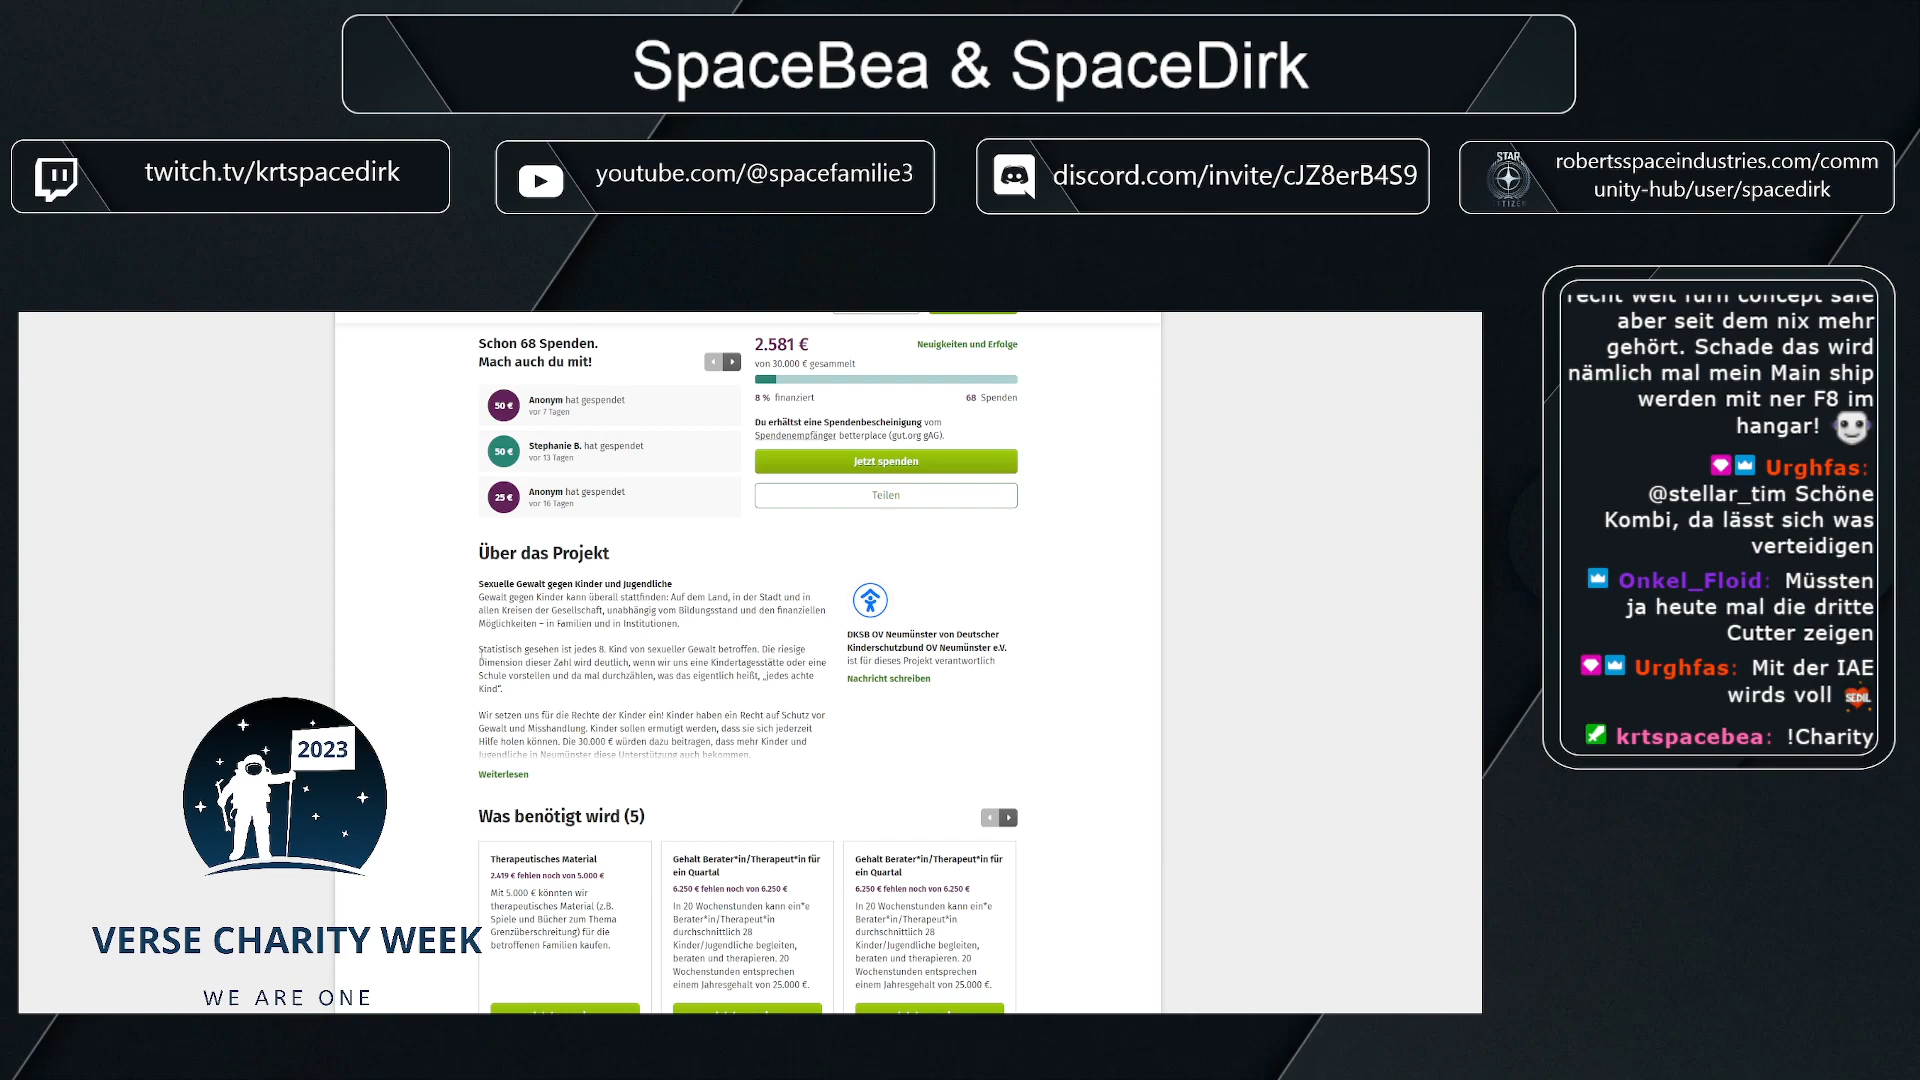 SpaceBea & SpaceDirk
twitch.tv/krtspacedirk
youtube.com/@spacefamilie3
discord.com/invite/cJZ8erB4S9
robertsspaceindustries.com/comm
unity-hub/user/spacedirk
STAR
Schon 68 Spenden.
Mach auch du mit!
50 €
Anonym hat gespendet
vor 7 Tagen
50 €
Stephanie B. hat gespendet
vor 13 Tagen
25 €
Anonym hat gespendet
vor 16 Tagen
2.581 €
Neuigkeiten und Erfolge
von 30.000 € gesammelt
8 % finanziert
68 Spenden
Du erhältst eine Spendenbescheinigung vom
Spendenempfänger betterplace (gut.org gAG).
Jetzt spenden
Teilen
Über das Projekt
Sexuelle Gewalt gegen Kinder und Jugendliche
Gewalt gegen Kinder kann überall stattfinden: Auf dem Land, in der Stadt und in
allen Kreisen der Gesellschaft, unabhängig vom Bildungsstand und den finanziellen
Möglichkeiten – in Familien und in Institutionen.
Statistisch gesehen ist jedes 8. Kind von sexueller Gewalt betroffen. Die riesige
Dimension dieser Zahl wird deutlich, wenn wir uns eine Kindertagesstätte oder eine
Schule vorstellen und da mal durchzählen, was das eigentlich heißt, „jedes achte
Kind“.
Wir setzen uns für die Rechte der Kinder ein! Kinder haben ein Recht auf Schutz vor
Gewalt und Misshandlung. Kinder sollen ermutigt werden, dass sie sich jederzeit
Hilfe holen können. Die 30.000 € würden dazu beitragen, dass mehr Kinder und
Jugendliche in Neumünster diese Unterstützung auch bekommen.
Weiterlesen
DKSB OV Neumünster von Deutscher
Kinderschutzbund OV Neumünster e.V.
ist für dieses Projekt verantwortlich
Nachricht schreiben
Was benötigt wird (5)
Therapeutisches Material
2.419 € fehlen noch von 5.000 €
Mit 5.000 € könnten wir
therapeutisches Material (z.B.
Spiele und Bücher zum Thema
Grenzüberschreitung) für die
betroffenen Familien kaufen.
Gehalt Berater*in/Therapeut*in für
ein Quartal
6.250 € fehlen noch von 6.250 €
In 20 Wochenstunden kann ein*e
Berater*in/Therapeut*in
durchschnittlich 28
Kinder/Jugendliche begleiten,
beraten und therapieren. 20
Wochenstunden entsprechen
einem Jahresgehalt von 25.000 €.
Gehalt Berater*in/Therapeut*in für
ein Quartal
6.250 € fehlen noch von 6.250 €
In 20 Wochenstunden kann ein*e
Berater*in/Therapeut*in
durchschnittlich 28
Kinder/Jugendliche begleiten,
beraten und therapieren. 20
Wochenstunden entsprechen
einem Jahresgehalt von 25.000 €.
2023
VERSE CHARITY WEEK
WE ARE ONE
recht weit fürn concept sale
aber seit dem nix mehr
gehört. Schade das wird
nämlich mal mein Main ship
werden mit ner F8 im
hangar!
Urghfas:
@stellar_tim Schöne
Kombi, da lässt sich was
verteidigen
Onkel_Floid: Müssten
ja heute mal die dritte
Cutter zeigen
Urghfas: Mit der IAE
wirds voll
krtspacebea: !Charity